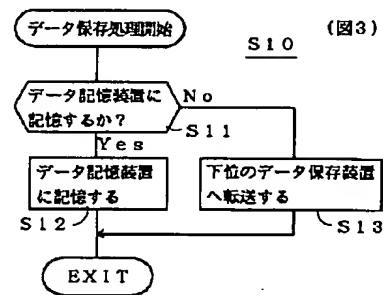 データ保存処理開始
(図3)
S10
データ記憶装置に
記憶するか?
No
S11
Yes
データ記憶装置
に記憶する
S12
下位のデータ保存装置
へ転送する
S13
EXIT